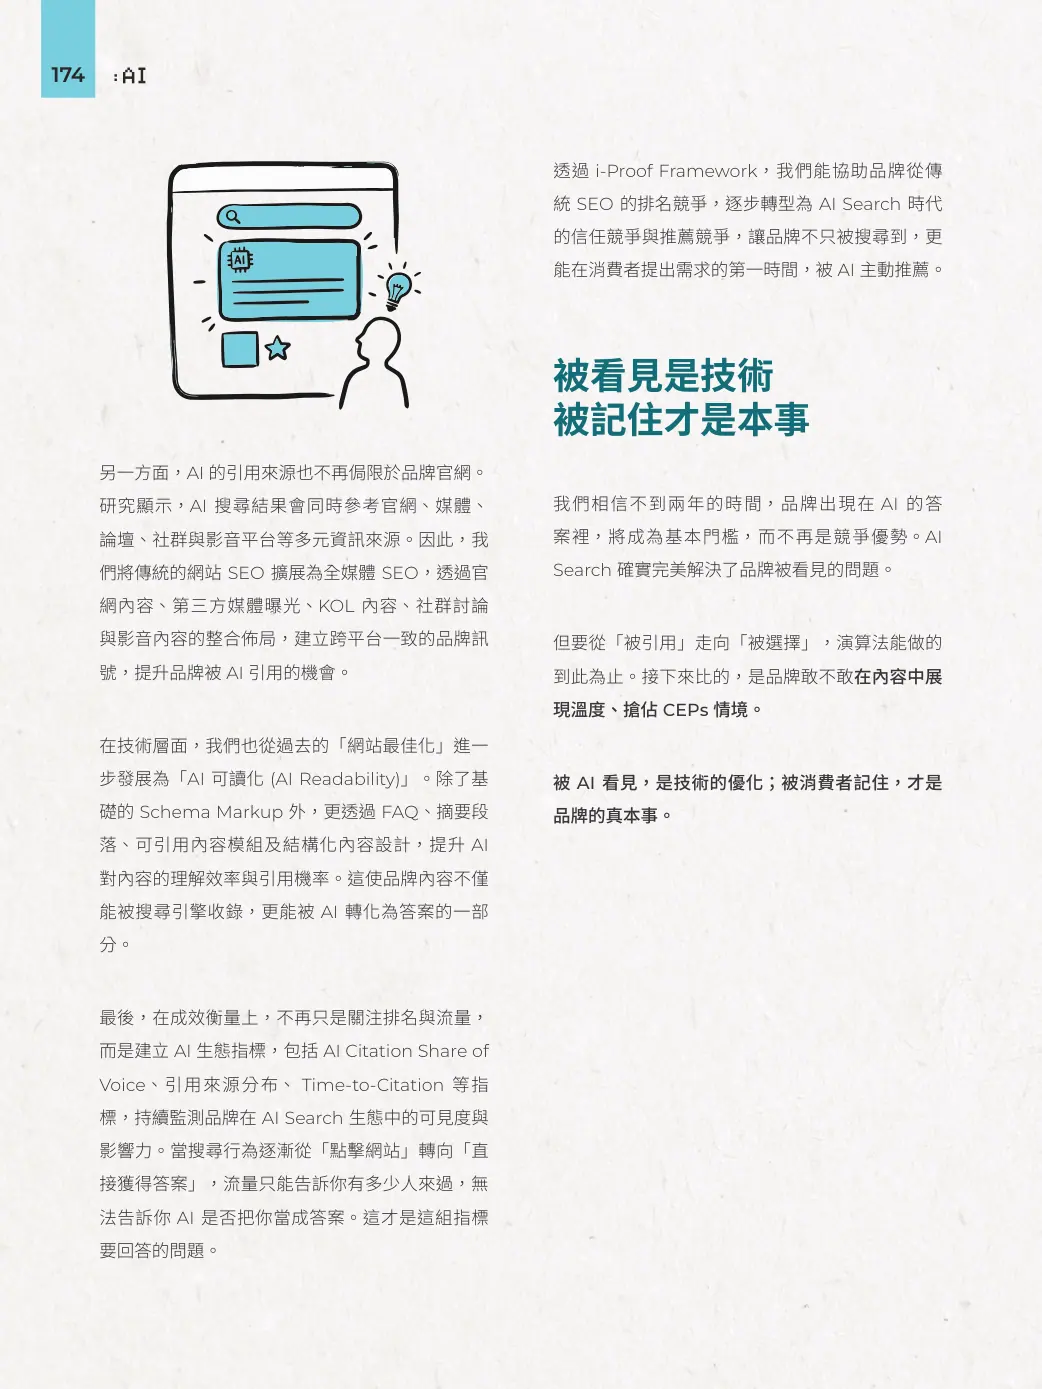 174
:AI
AI
另一方面，AI 的引用來源也不再侷限於品牌官網。
研究顯示，AI 搜尋結果會同時參考官網、媒體、
論壇、社群與影音平台等多元資訊來源。因此，我
們將傳統的網站 SEO 擴展為全媒體 SEO，透過官
網內容、第三方媒體曝光、KOL 內容、社群討論
與影音內容的整合佈局，建立跨平台一致的品牌訊
號，提升品牌被 AI 引用的機會。
在技術層面，我們也從過去的「網站最佳化」進一
步發展為「AI 可讀化 (AI Readability)」。除了基
礎的 Schema Markup 外，更透過 FAQ、摘要段
落、可引用內容模組及結構化內容設計，提升 AI
對內容的理解效率與引用機率。這使品牌內容不僅
能被搜尋引擎收錄，更能被 AI 轉化為答案的一部
分。
最後，在成效衡量上，不再只是關注排名與流量，
而是建立 AI 生態指標，包括 AI Citation Share of
Voice、引用來源分布、 Time-to-Citation 等指
標，持續監測品牌在 AI Search 生態中的可見度與
影響力。當搜尋行為逐漸從「點擊網站」轉向「直
接獲得答案」，流量只能告訴你有多少人來過，無
法告訴你 AI 是否把你當成答案。這才是這組指標
要回答的問題。
透過 i-Proof Framework，我們能協助品牌從傳
統 SEO 的排名競爭，逐步轉型為 AI Search 時代
的信任競爭與推薦競爭，讓品牌不只被搜尋到，更
能在消費者提出需求的第一時間，被 AI 主動推薦。
被看見是技術
被記住才是本事
我們相信不到兩年的時間，品牌出現在 AI 的答
案裡，將成為基本門檻，而不再是競爭優勢。AI
Search 確實完美解決了品牌被看見的問題。
但要從「被引用」走向「被選擇」，演算法能做的
到此為止。接下來比的，是品牌敢不敢在內容中展
現溫度、搶佔 CEPs 情境。
被 AI 看見，是技術的優化；被消費者記住，才是
品牌的真本事。